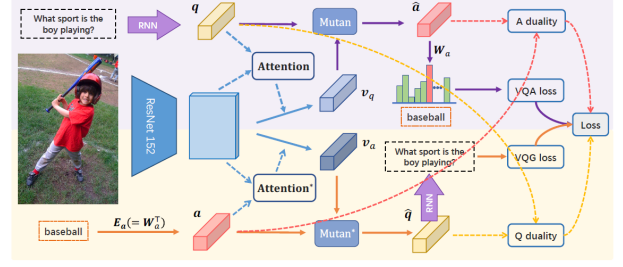 What sport is the
boy playing?
RNN
q
Mutan
â
A duality
Attention
W_a
ResNet 152
v_q
baseball
VQA loss
Loss
v_a
What sport is the
boy playing?
VQG loss
Attention*
RNN
baseball
E_a(= W_a^T)
a
Mutan*
q̂
Q duality